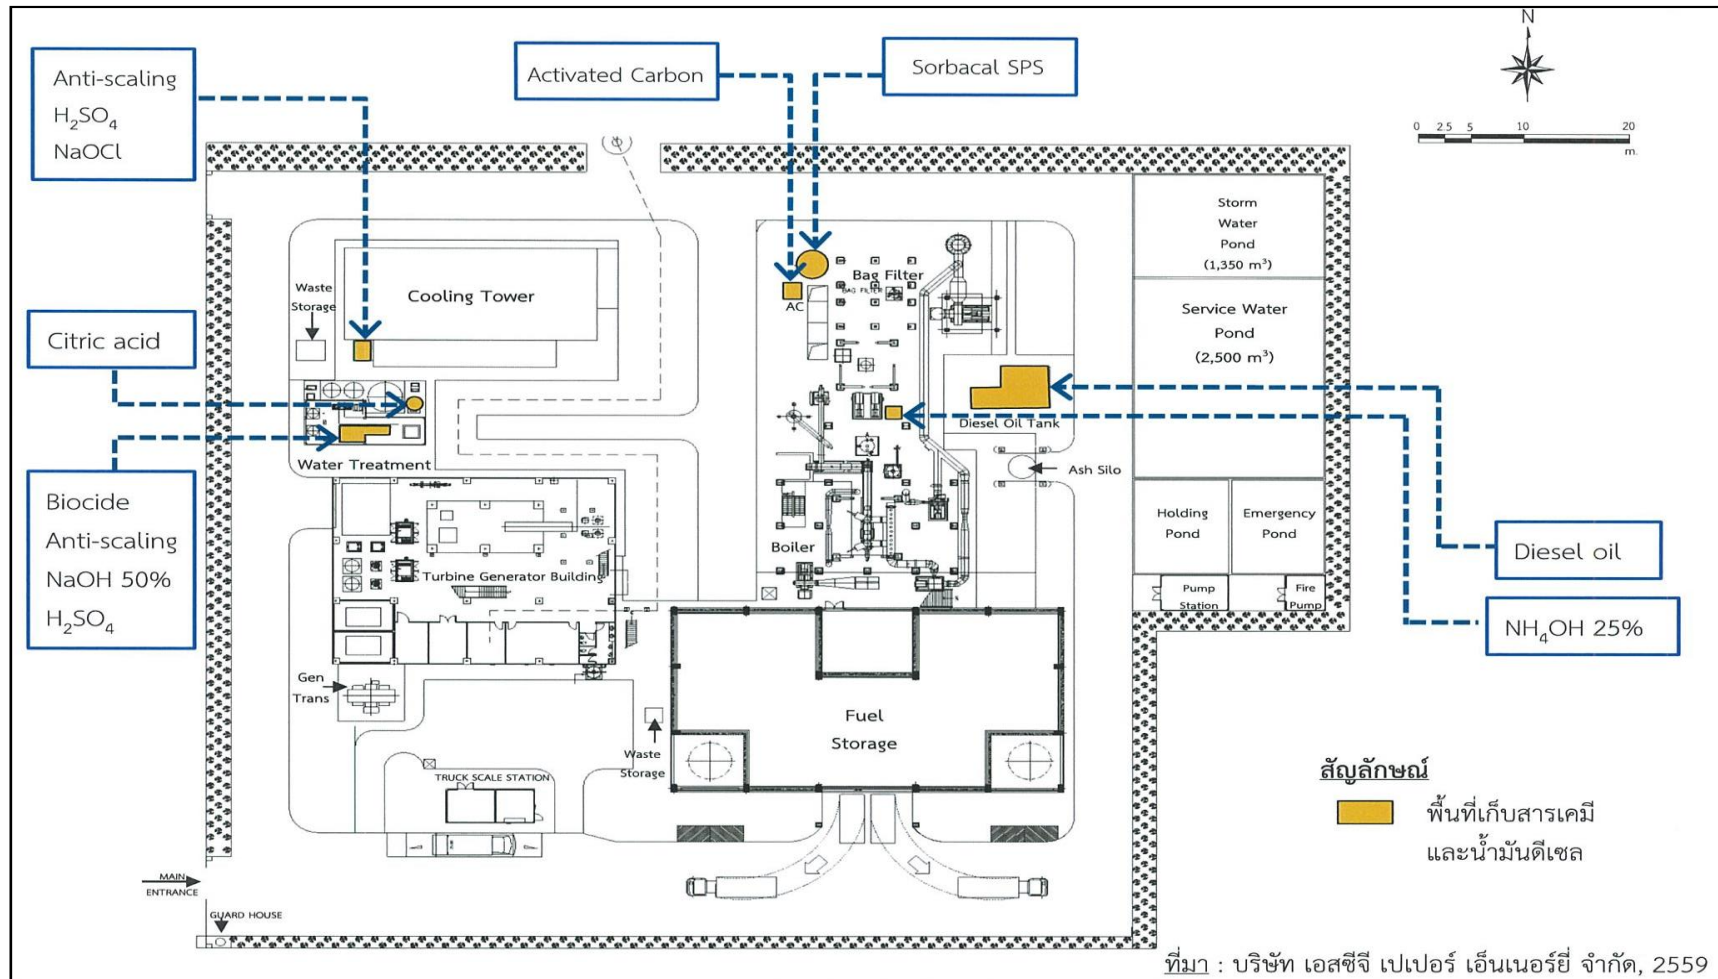 N
0 2.5 5 10 20
m.
Anti-scaling
H₂SO₄
NaOCl
Activated Carbon
Sorbacal SPS
Citric acid
Biocide
Anti-scaling
NaOH 50%
H₂SO₄
Waste
Storage
Cooling Tower
Water Treatment
Bag Filter
BAG FILTER
AC
Storm
Water
Pond
(1,350 m³)
Service Water
Pond
(2,500 m³)
Diesel Oil Tank
Ash Silo
Holding
Pond
Emergency
Pond
Pump
Station
Fire
Pump
Diesel oil
NH₄OH 25%
Boiler
Turbine Generator Building
Gen
Trans
Waste
Storage
Fuel
Storage
TRUCK SCALE STATION
MAIN
ENTRANCE
GUARD HOUSE
สัญลักษณ์
พื้นที่เก็บสารเคมี
และน้ำมันดีเซล
ที่มา : บริษัท เอสซีจี เปเปอร์ เอ็นเนอร์ยี่ จำกัด, 2559